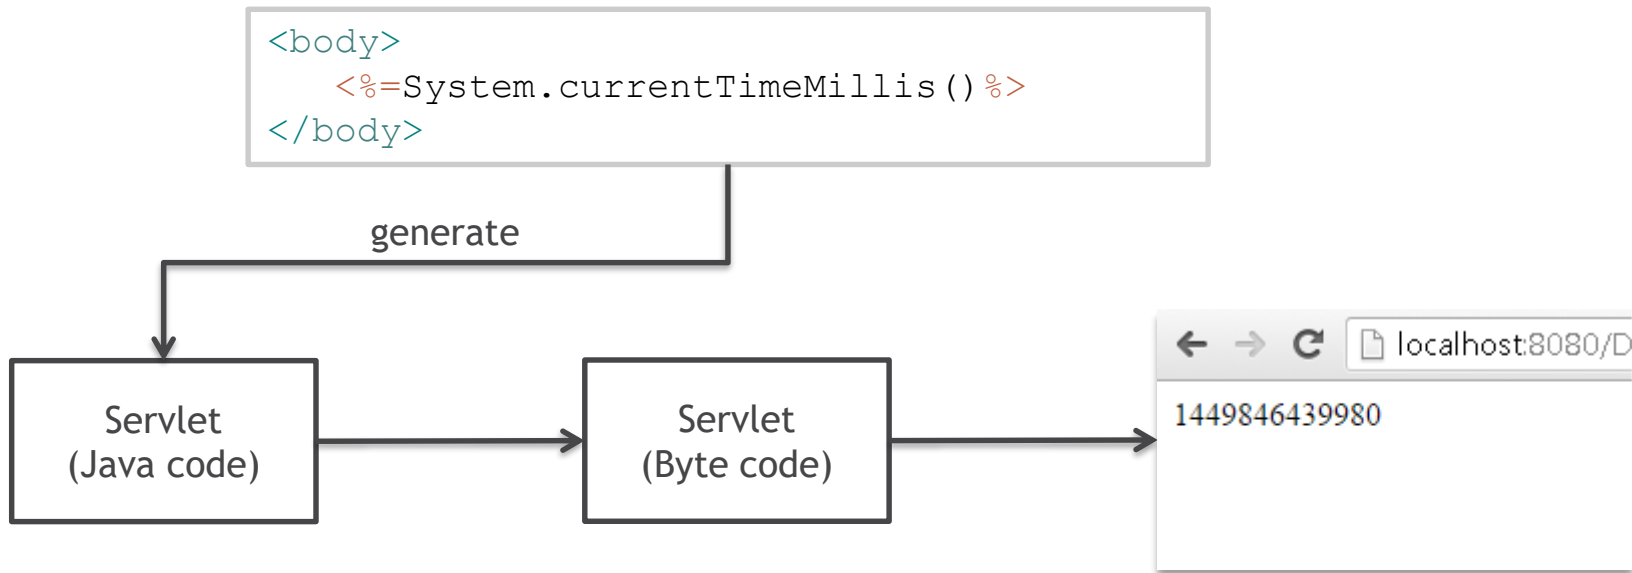 <body>
<%=System.currentTimeMillis()%>
</body>
generate
Servlet
(Java code)
Servlet
(Byte code)
localhost:8080/D
1449846439980